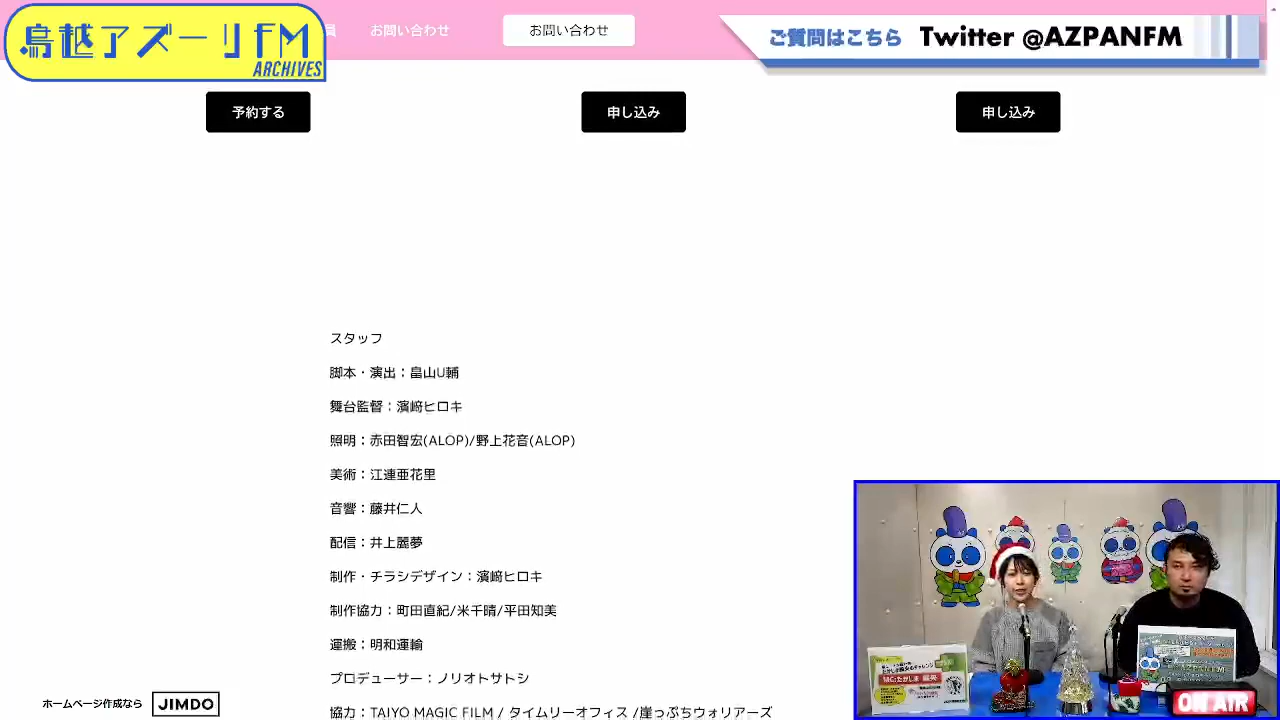 鳥越アズーリFM
ARCHIVES
員
お問い合わせ
お問い合わせ
ご質問はこちら Twitter @AZPANFM
予約する
申し込み
申し込み
スタッフ
脚本・演出：畠山U輔
舞台監督：濱﨑ヒロキ
照明：赤田智宏(ALOP)/野上花音(ALOP)
美術：江連亜花里
音響：藤井仁人
配信：井上麗夢
制作・チラシデザイン：濱﨑ヒロキ
制作協力：町田直紀/米千晴/平田知美
運搬：明和運輸
プロデューサー：ノリオトサトシ
協力：TAIYO MAGIC FILM / タイムリーオフィス /崖っぷちウォリアーズ
ホームページ作成なら JIMDO
ON AIR